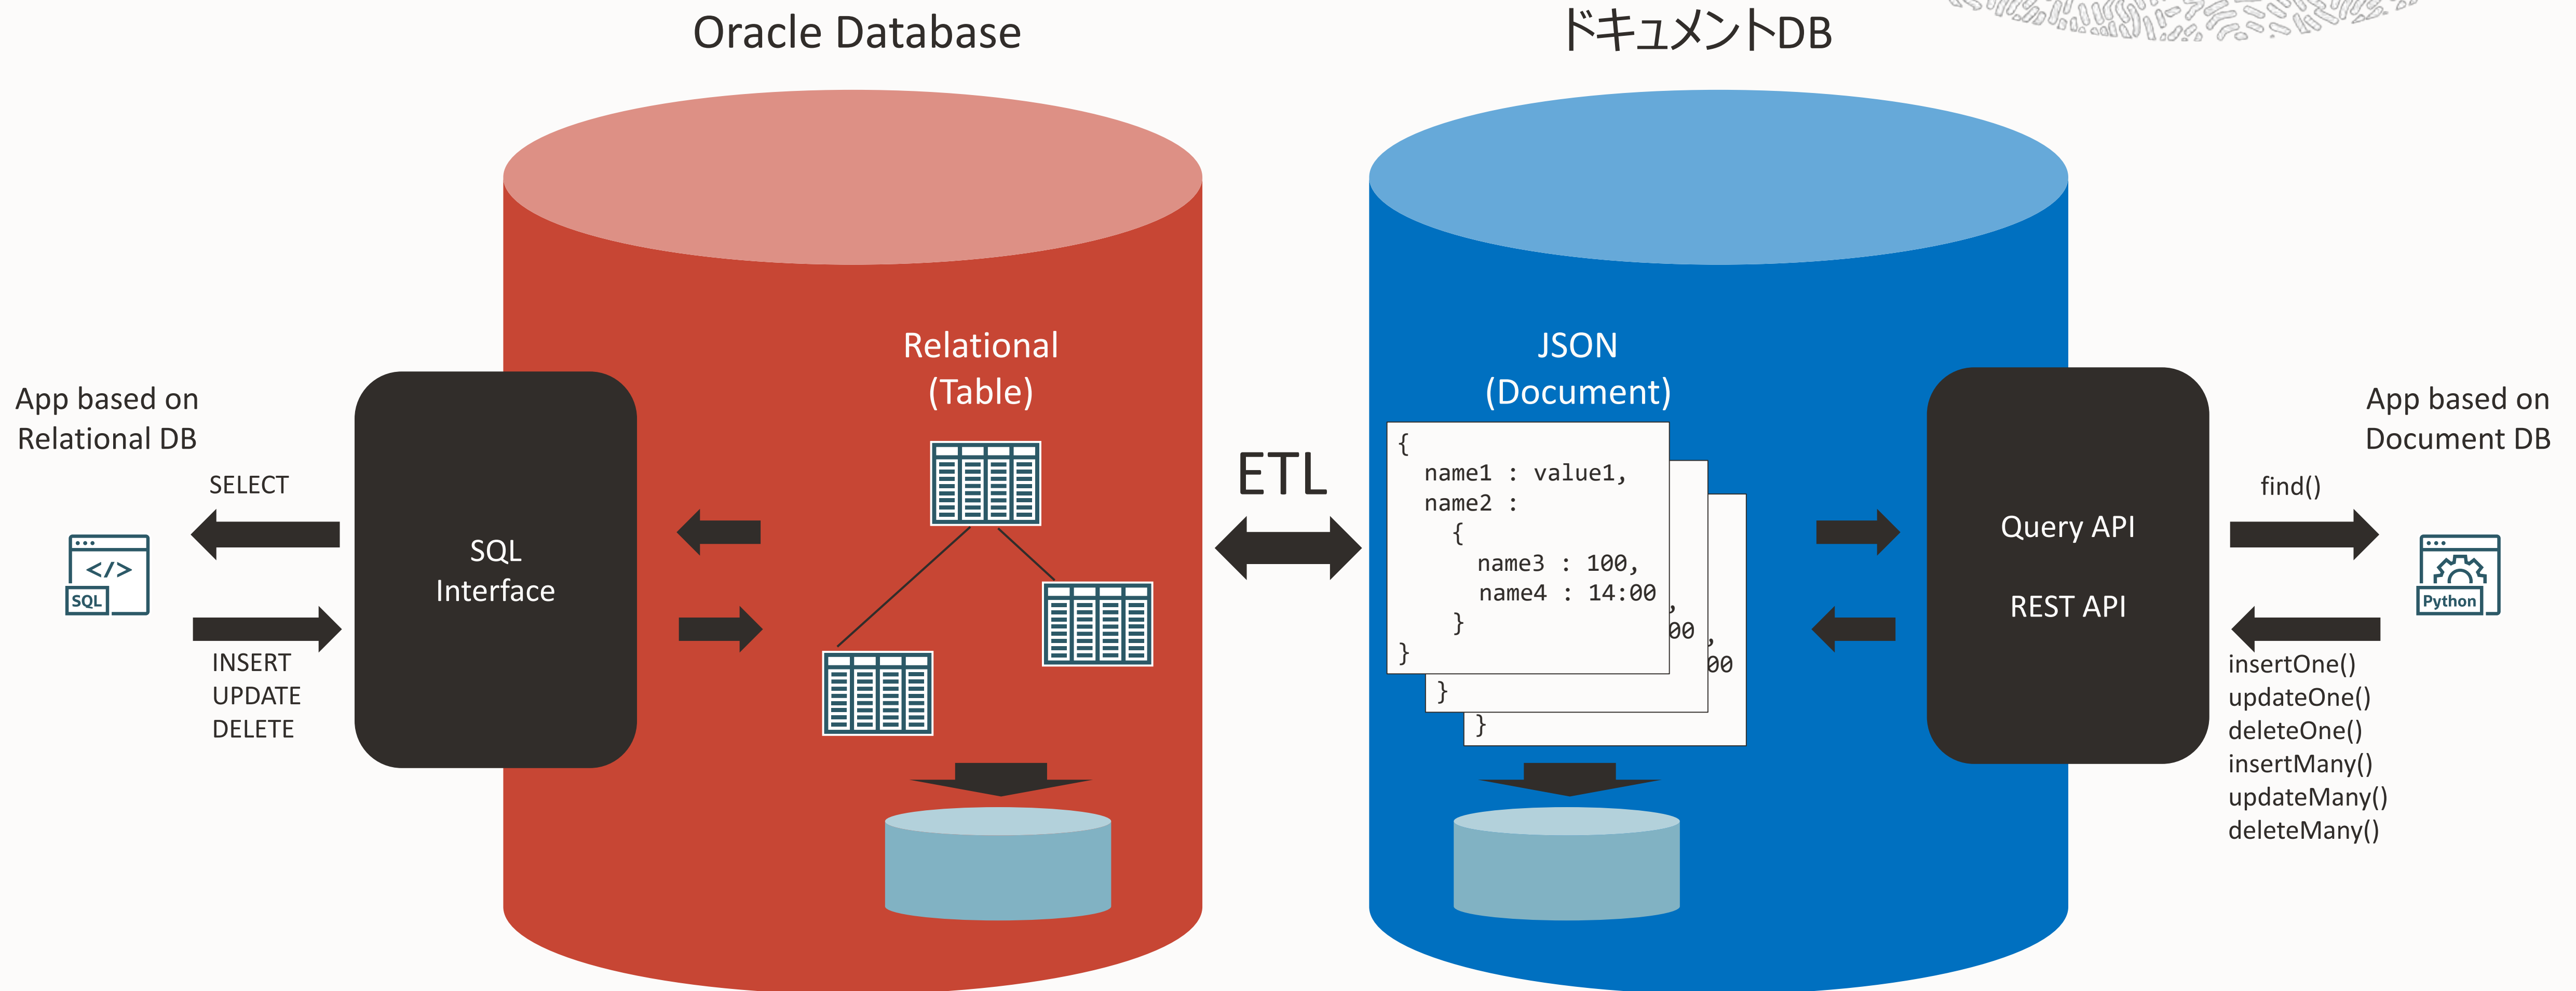 Oracle Database
ドキュメントDB
App based on
Relational DB
SELECT
SQL
INSERT
UPDATE
DELETE
SQL
Interface
Relational
(Table)
ETL
JSON
(Document)
{
name1 : value1,
name2 :
{
name3 : 100,
name4 : 14:00
}
}
,
00
}
,
00
}
Query API
REST API
App based on
Document DB
find()
Python
insertOne()
updateOne()
deleteOne()
insertMany()
updateMany()
deleteMany()